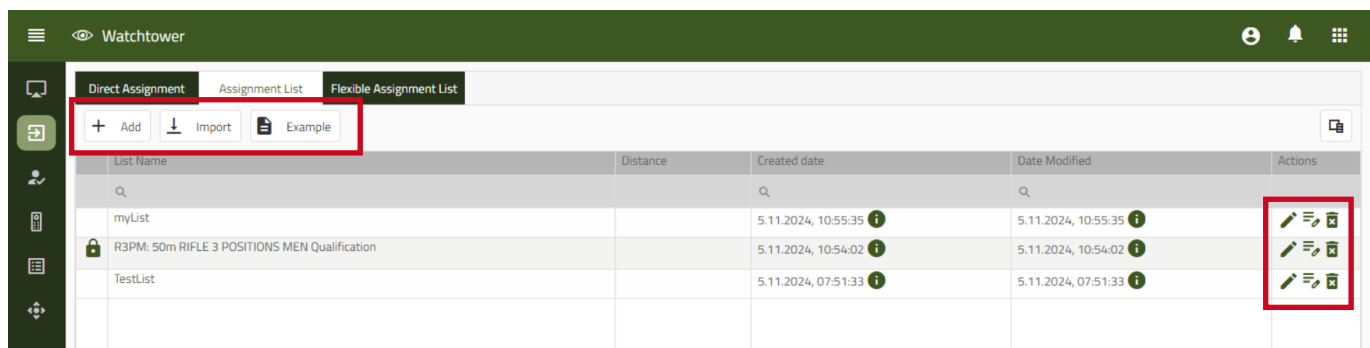 Watchtower
Direct Assignment Assignment List Flexible Assignment List
Add Import Example
List Name Distance Created date Date Modified Actions
myList 5.11.2024, 10:55:35 5.11.2024, 10:55:35
R3PM: 50m RIFLE 3 POSITIONS MEN Qualification 5.11.2024, 10:54:02 5.11.2024, 10:54:02
TestList 5.11.2024, 07:51:33 5.11.2024, 07:51:33